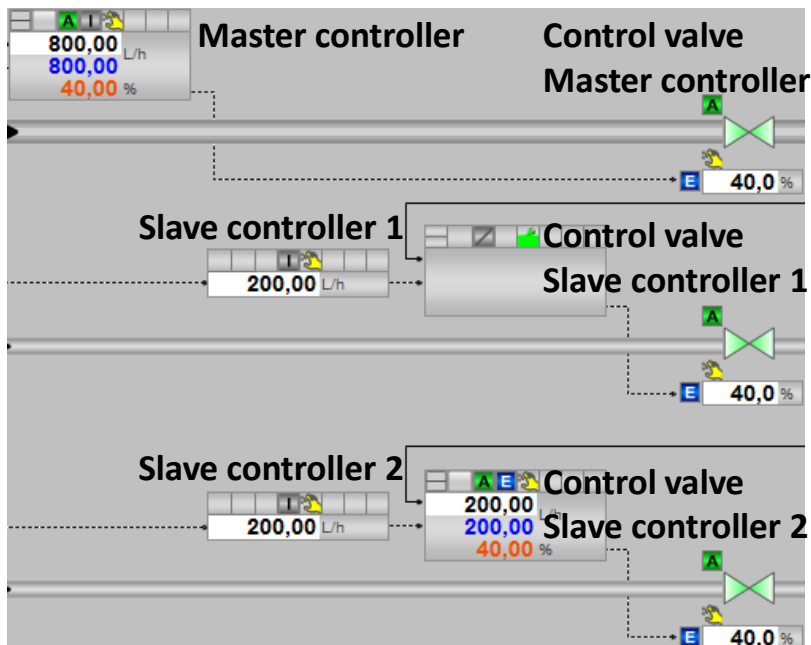 A I
800,00 L/h
800,00
40,00 %
Master controller
Control valve
Master controller
A
E 40,0 %
Slave controller 1
I
200,00 L/h
Control valve
Slave controller 1
A
E 40,0 %
Slave controller 2
I
200,00 L/h
A E
200,00 L/h
200,00
40,00 %
Control valve
Slave controller 2
A
E 40,0 %